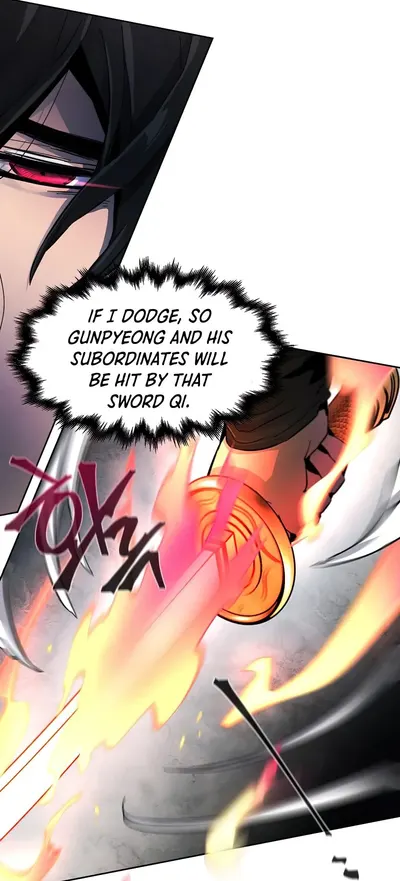 IF I DODGE, SO
GUNPYEONG AND HIS
SUBORDINATES WILL
BE HIT BY THAT
SWORD QI.